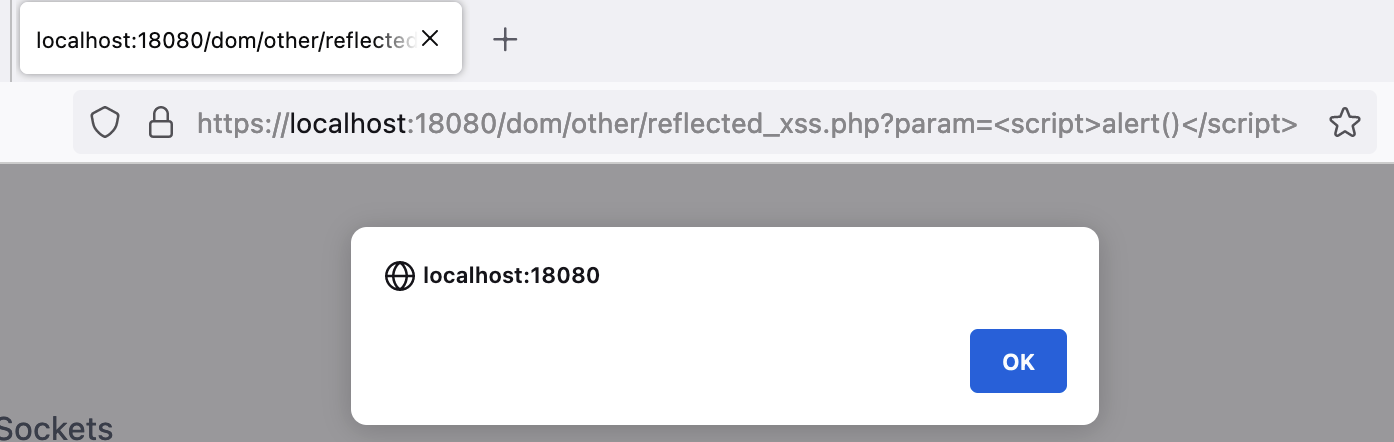 localhost:18080/dom/other/reflected
https://localhost:18080/dom/other/reflected_xss.php?param=<script>alert()</script>
localhost:18080
OK
Sockets